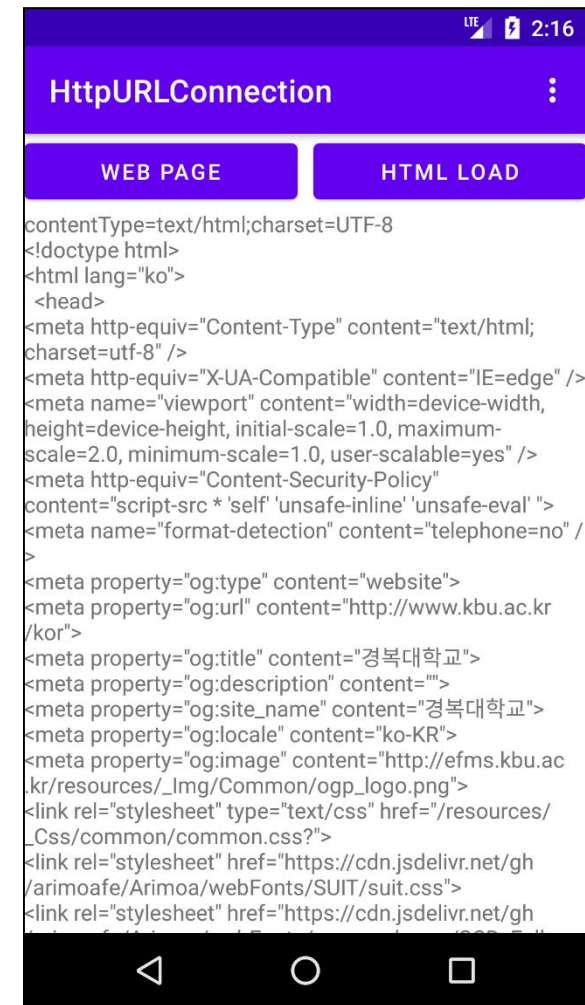 LTE 2:16
HttpURLConnection
WEB PAGE HTML LOAD
contentType=text/html;charset=UTF-8
<!doctype html>
<html lang="ko">
<head>
<meta http-equiv="Content-Type" content="text/html;
charset=utf-8" />
<meta http-equiv="X-UA-Compatible" content="IE=edge" />
<meta name="viewport" content="width=device-width,
height=device-height, initial-scale=1.0, maximum-
scale=2.0, minimum-scale=1.0, user-scalable=yes" />
<meta http-equiv="Content-Security-Policy"
content="script-src * 'self' 'unsafe-inline' 'unsafe-eval' ">
<meta name="format-detection" content="telephone=no" /
>
<meta property="og:type" content="website">
<meta property="og:url" content="http://www.kbu.ac.kr
/kor">
<meta property="og:title" content="경복대학교">
<meta property="og:description" content="">
<meta property="og:site_name" content="경복대학교">
<meta property="og:locale" content="ko-KR">
<meta property="og:image" content="http://efms.kbu.ac
.kr/resources/_Img/Common/ogp_logo.png">
<link rel="stylesheet" type="text/css" href="/resources/
_Css/common/common.css?">
<link rel="stylesheet" href="https://cdn.jsdelivr.net/gh
/arimoafe/Arimoa/webFonts/SUIT/suit.css">
<link rel="stylesheet" href="https://cdn.jsdelivr.net/gh